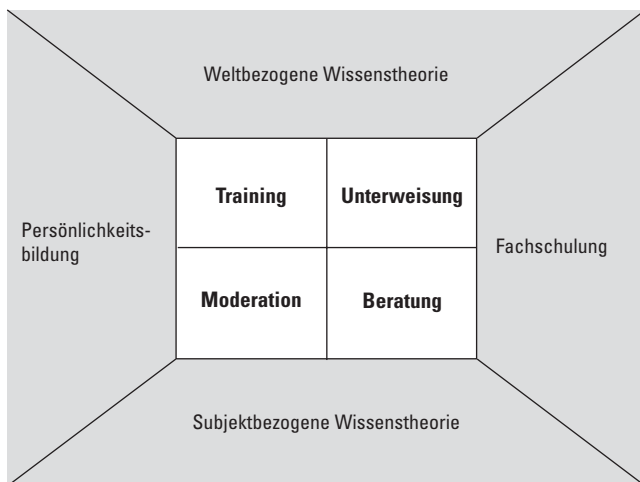 Weltbezogene Wissenstheorie
Training
Unterweisung
Persönlichkeits-
bildung
Fachschulung
Moderation
Beratung
Subjektbezogene Wissenstheorie